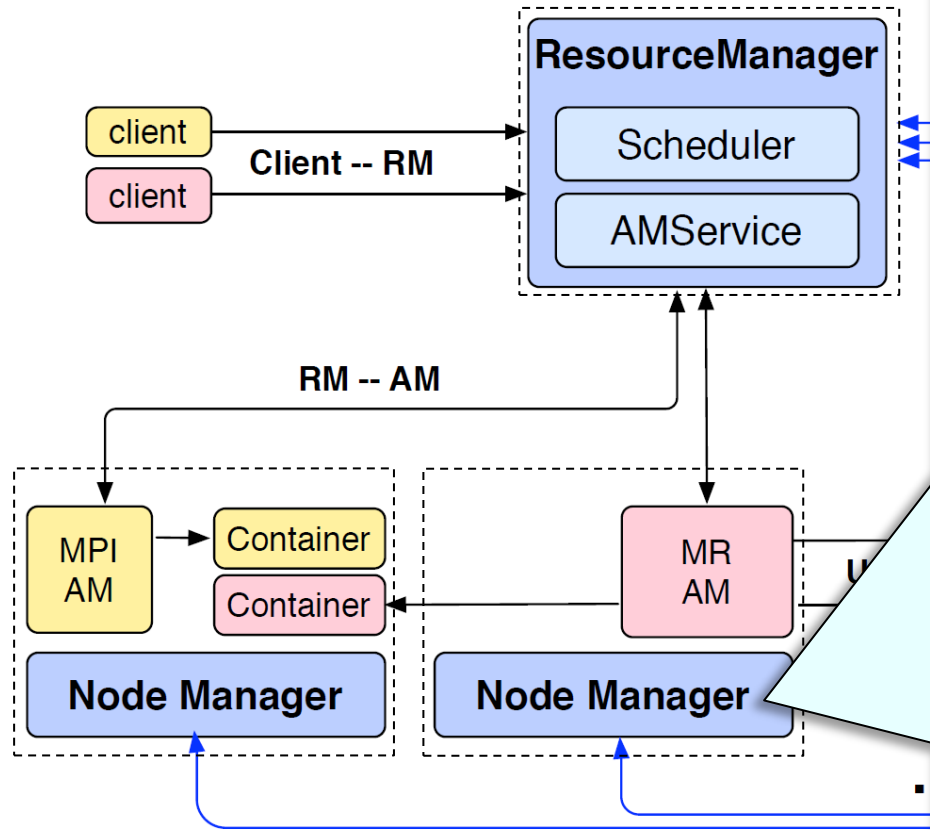 ResourceManager
client
Scheduler
Client -- RM
client
AMService
RM -- AM
MPI
AM
Container
Container
MR
AM
Node Manager
Node Manager